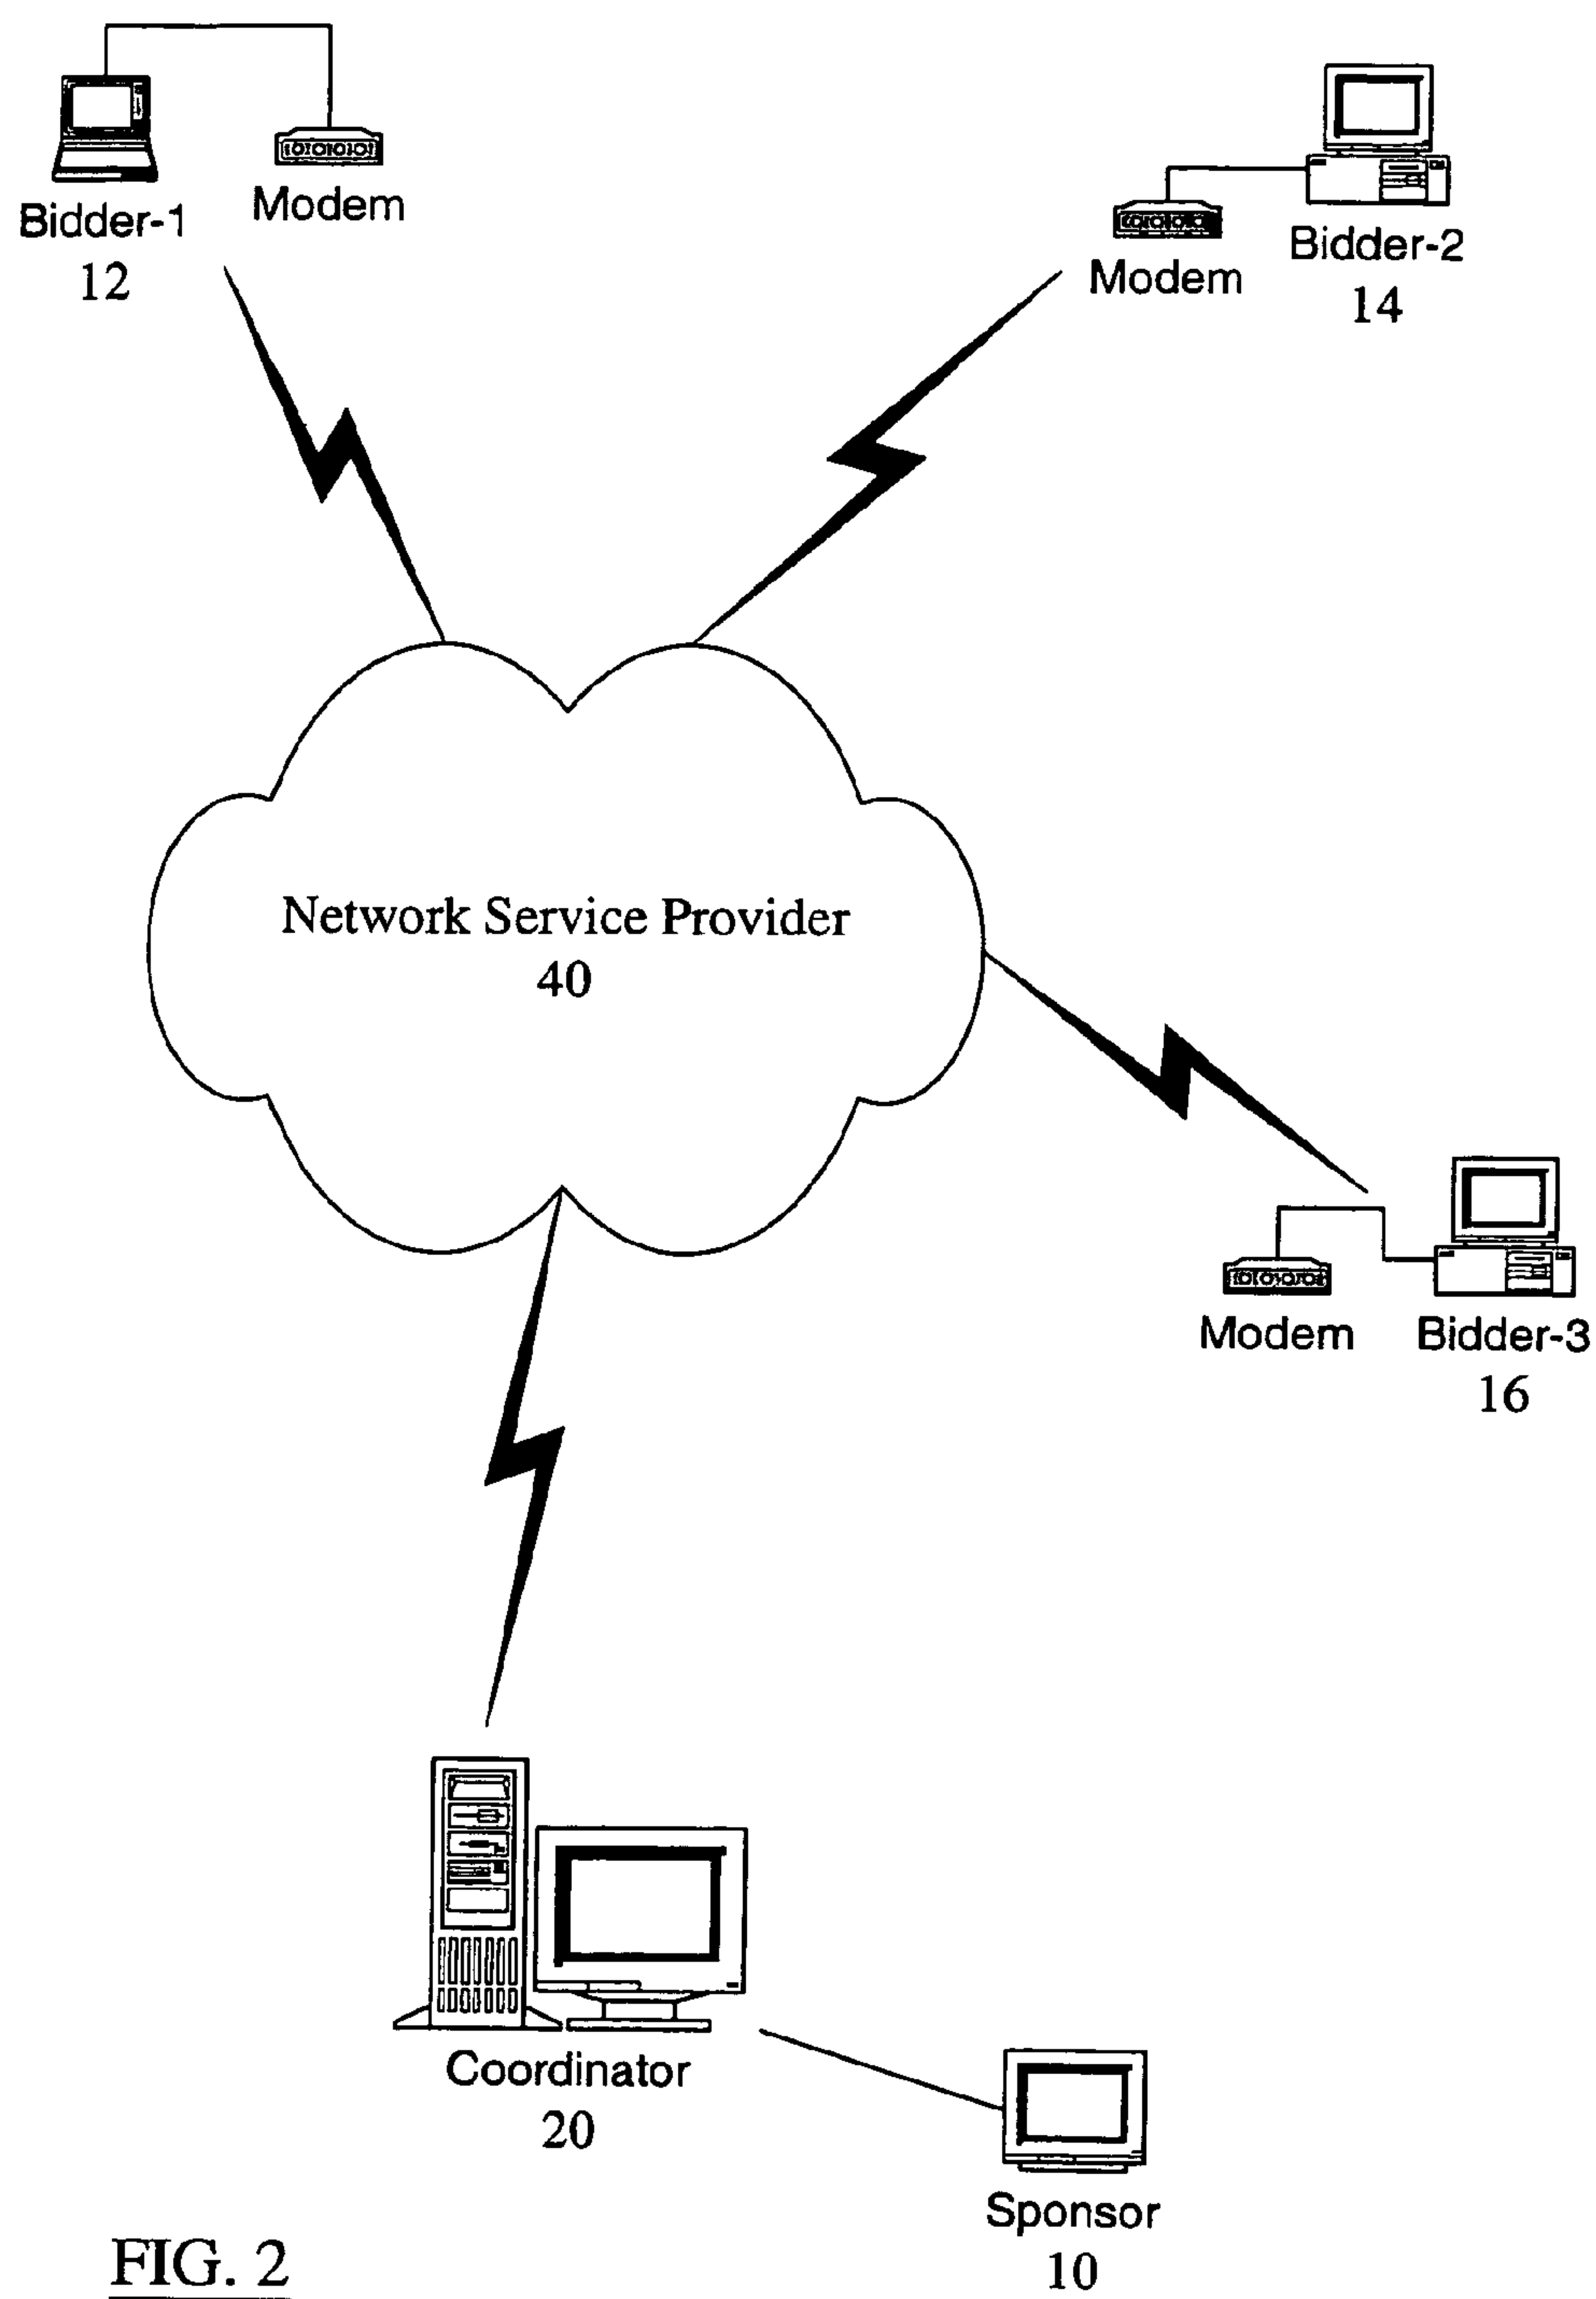 Bidder-1
12
Modem
Modem
Bidder-2
14
Network Service Provider
40
Modem
Bidder-3
16
Coordinator
20
Sponsor
10
FIG. 2